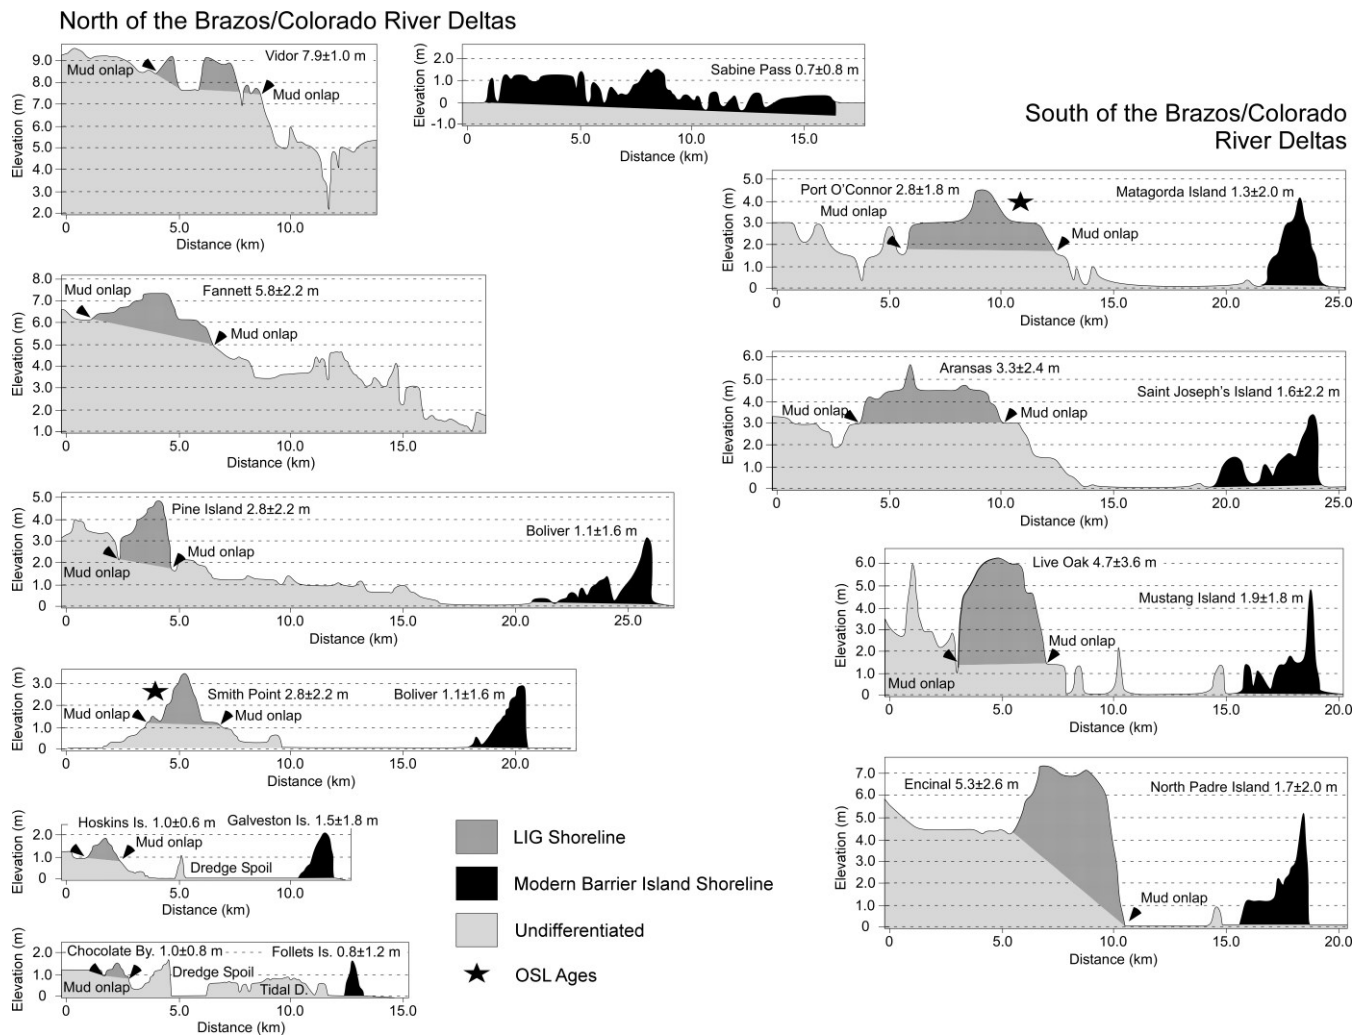 North of the Brazos/Colorado River Deltas
Elevation (m)
9.0
8.0
7.0
6.0
5.0
4.0
3.0
2.0
Vidor 7.9±1.0 m
Mud onlap
Mud onlap
0 5.0 10.0
Distance (km)
Elevation (m)
2.0
1.0
0
-1.0
Sabine Pass 0.7±0.8 m
0 5.0 10.0 15.0
Distance (km)
Elevation (m)
8.0
7.0
6.0
5.0
4.0
3.0
2.0
1.0
Fannett 5.8±2.2 m
Mud onlap
Mud onlap
0 5.0 10.0 15.0
Distance (km)
Elevation (m)
5.0
4.0
3.0
2.0
1.0
0
Pine Island 2.8±2.2 m
Boliver 1.1±1.6 m
Mud onlap
Mud onlap
0 5.0 10.0 15.0 20.0 25.0
Distance (km)
Elevation (m)
3.0
2.0
1.0
0
Smith Point 2.8±2.2 m
Boliver 1.1±1.6 m
Mud onlap
Mud onlap
0 5.0 10.0 15.0 20.0
Distance (km)
Elevation (m)
2.0
1.0
0
Hoskins Is. 1.0±0.6 m
Galveston Is. 1.5±1.8 m
Mud onlap
Dredge Spoil
5.0 10.0
Distance (km)
Elevation (m)
2.0
1.0
0
Chocolate By. 1.0±0.8 m
Follets Is. 0.8±1.2 m
Dredge Spoil
Mud onlap
Tidal D.
0 5.0 10.0 15.0
Distance (km)
LIG Shoreline
Modern Barrier Island Shoreline
Undifferentiated
OSL Ages
South of the Brazos/Colorado
River Deltas
Elevation (m)
5.0
4.0
3.0
2.0
1.0
0
Port O'Connor 2.8±1.8 m
Matagorda Island 1.3±2.0 m
Mud onlap
Mud onlap
0 5.0 10.0 15.0 20.0 25.0
Distance (km)
Elevation (m)
6.0
5.0
4.0
3.0
2.0
1.0
0
Aransas 3.3±2.4 m
Saint Joseph's Island 1.6±2.2 m
Mud onlap
Mud onlap
0 5.0 10.0 15.0 20.0 25.0
Distance (km)
Elevation (m)
6.0
5.0
4.0
3.0
2.0
1.0
0
Live Oak 4.7±3.6 m
Mustang Island 1.9±1.8 m
Mud onlap
Mud onlap
0 5.0 10.0 15.0 20.0
Distance (km)
Elevation (m)
7.0
6.0
5.0
4.0
3.0
2.0
1.0
0
Encinal 5.3±2.6 m
North Padre Island 1.7±2.0 m
Mud onlap
0 5.0 10.0 15.0 20.0
Distance (km)